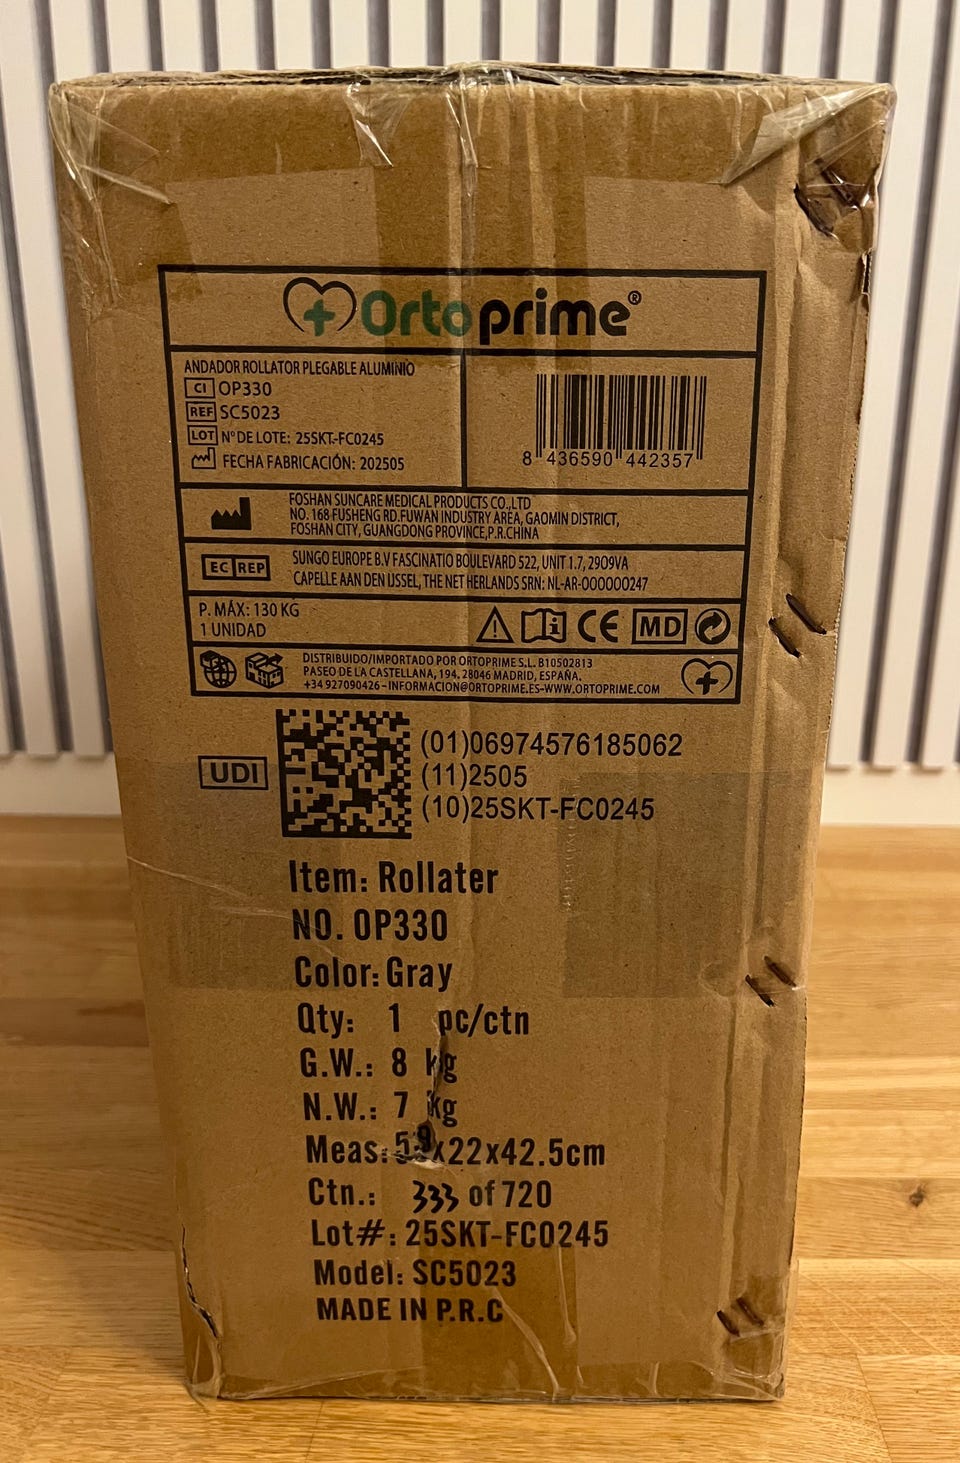 Ortoprime®
ANDADOR ROLLATOR PLEGABLE ALUMINIO
CI OP330
REF SC5023
LOT N° DE LOTE: 25SKT-FC0245
FECHA FABRICACIÓN: 202505
8 436590 442357
FOSHAN SUNCARE MEDICAL PRODUCTS CO.,LTD
NO. 168 FUSHENG RD.FUWAN INDUSTRY AREA, GAOMIN DISTRICT,
FOSHAN CITY, GUANGDONG PROVINCE,P.R.CHINA
EC REP
SUNGO EUROPE B.V FASCINATIO BOULEVARD 522, UNIT 1.7, 2909VA
CAPELLE AAN DEN IJSSEL, THE NET HERLANDS SRN: NL-AR-000000247
P. MÁX: 130 KG
1 UNIDAD
CE MD
DISTRIBUIDO/IMPORTADO POR ORTOPRIME S.L. B10502813
PASEO DE LA CASTELLANA, 194. 28046 MADRID, ESPAÑA.
+34 927090426-INFORMACION@ORTOPRIME.ES-WWW.ORTOPRIME.COM
UDI
(01)06974576185062
(11)2505
(10)25SKT-FC0245
Item: Rollater
NO. OP330
Color: Gray
Qty: 1 pc/ctn
G.W.: 8 kg
N.W.: 7 kg
Meas: x22x42.5cm
Ctn.: 333 of 720
Lot#: 25SKT-FC0245
Model: SC5023
MADE IN P.R.C